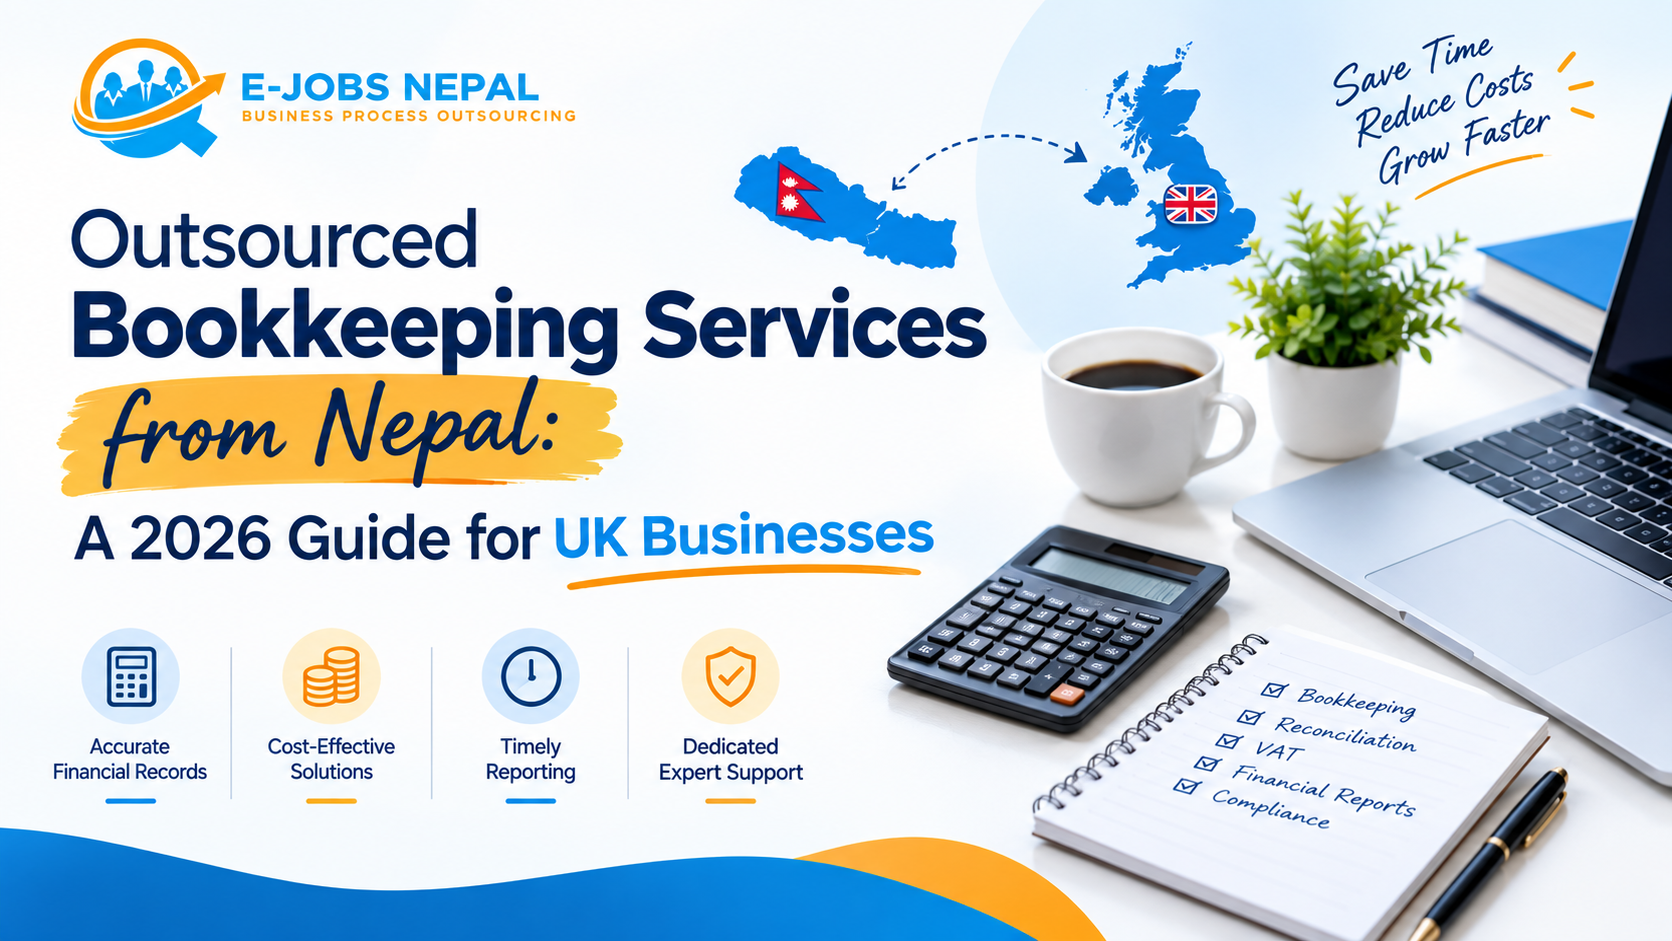 E-JOBS NEPAL
BUSINESS PROCESS OUTSOURCING
Save Time
Reduce Costs
Grow Faster
Outsourced
Bookkeeping Services
from Nepal:
A 2026 Guide for UK Businesses
Accurate
Financial Records
Cost-Effective
Solutions
Timely
Reporting
Dedicated
Expert Support
Bookkeeping
Reconciliation
VAT
Financial Reports
Compliance